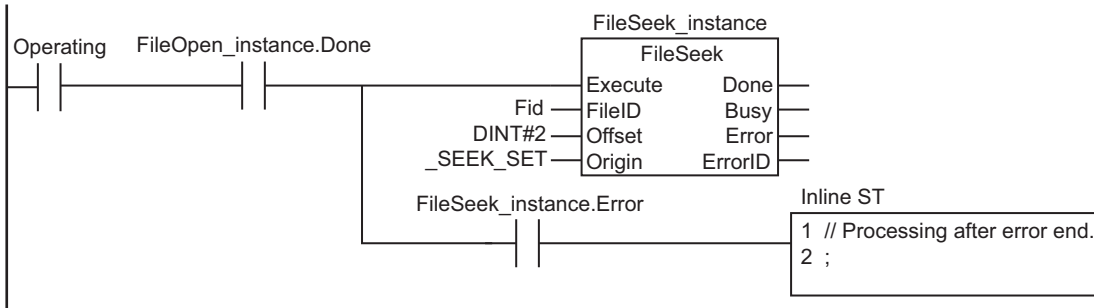 FileSeek_instance
Operating
FileOpen_instance.Done
FileSeek
Execute Done
Fid FileID Busy
DINT#2 Offset Error
_SEEK_SET Origin ErrorID
FileSeek_instance.Error
Inline ST
1 // Processing after error end.
2 ;